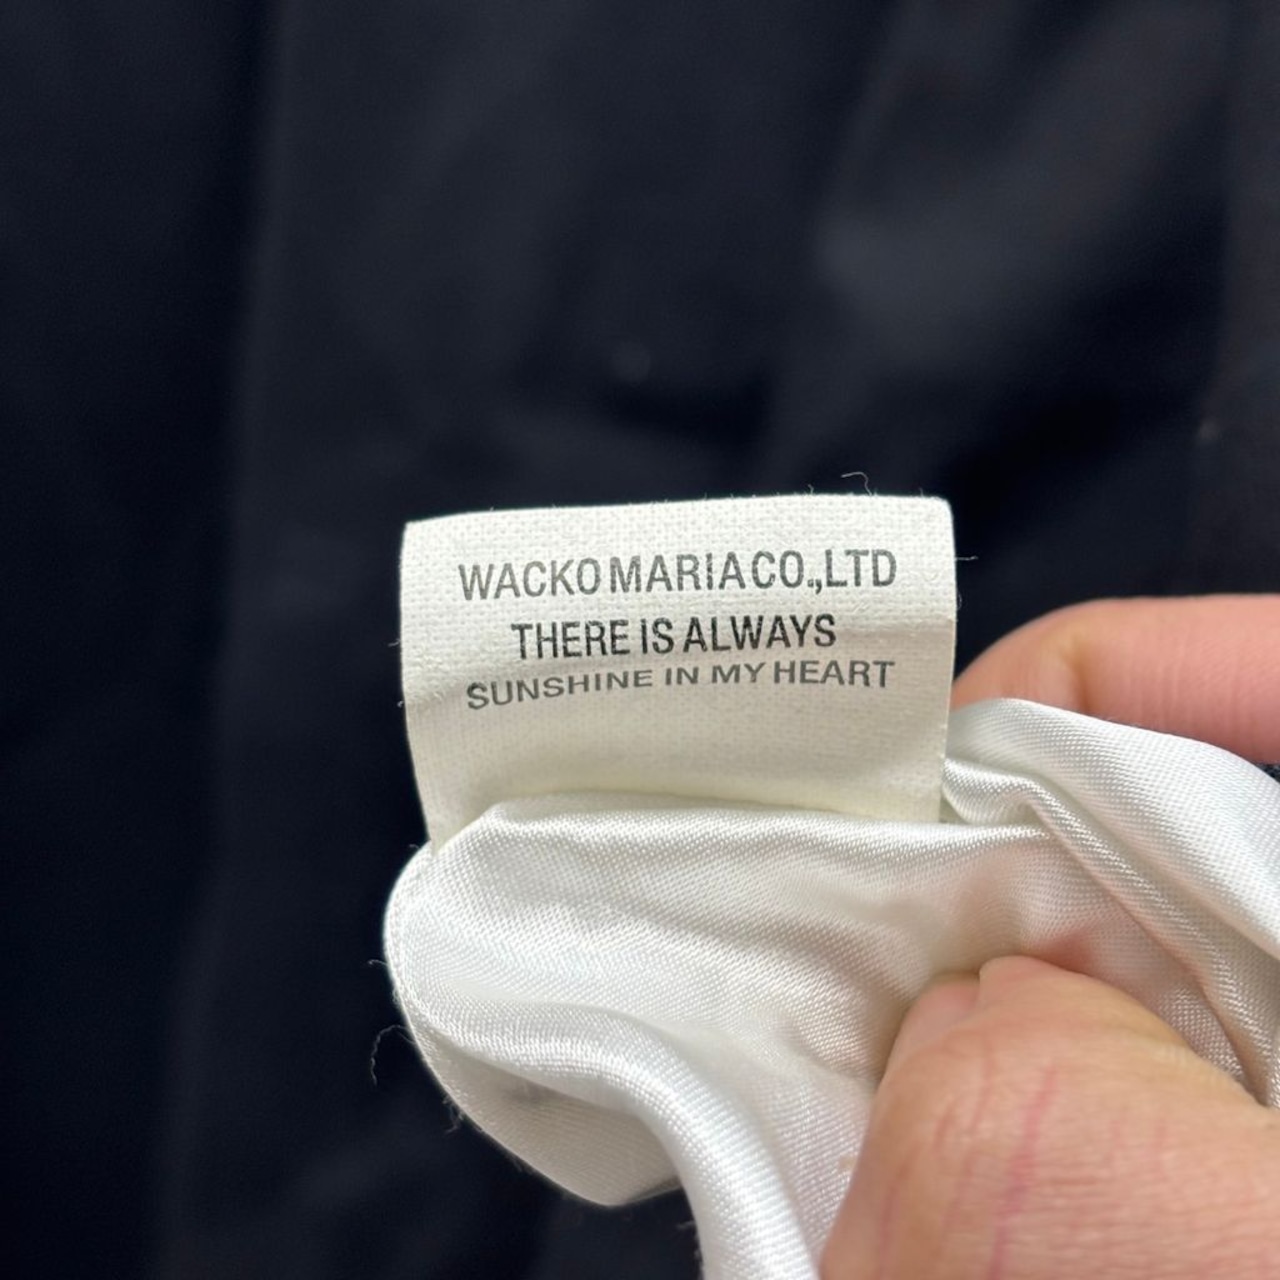 WACKO MARIA CO.,LTD
THERE IS ALWAYS
SUNSHINE IN MY HEART